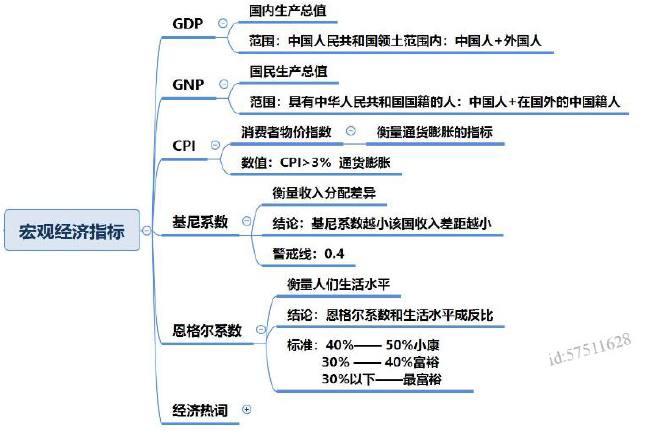 宏观经济指标
GDP
国内生产总值
范围：中国人民共和国领土范围内：中国人+外国人
GNP
国民生产总值
范围：具有中华人民共和国国籍的人：中国人+在国外的中国籍人
CPI
消费省物价指数
衡量通货膨胀的指标
数值：CPI>3% 通货膨胀
基尼系数
衡量收入分配差异
结论：基尼系数越小该国收入差距越小
警戒线：0.4
恩格尔系数
衡量人们生活水平
结论：恩格尔系数和生活水平成反比
标准：40%—— 50%小康
30% —— 40%富裕
30%以下——最富裕
经济热词
id:57511628